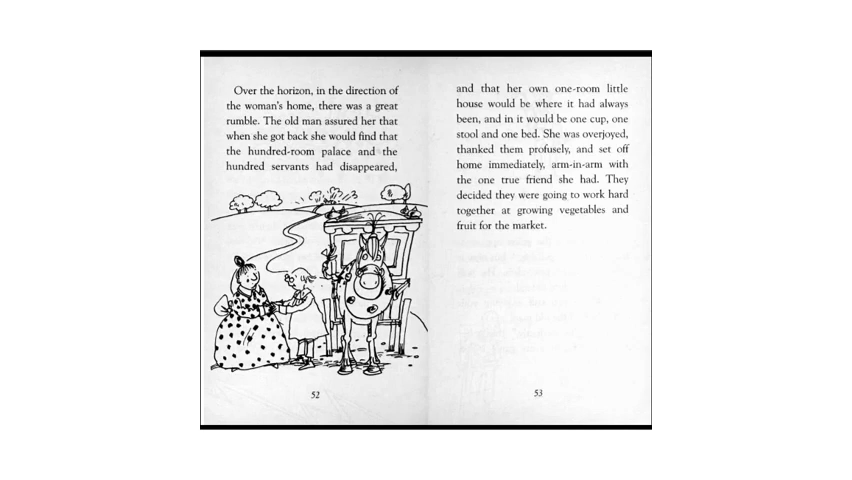 Over the horizon, in the direction of
the woman's home, there was a great
rumble. The old man assured her that
when she got back she would find that
the hundred-room palace and the
hundred servants had disappeared,
52
and that her own one-room little
house would be where it had always
been, and in it would be one cup, one
stool and one bed. She was overjoyed,
thanked them profusely, and set off
home immediately, arm-in-arm with
the one true friend she had. They
decided they were going to work hard
together at growing vegetables and
fruit for the market.
53